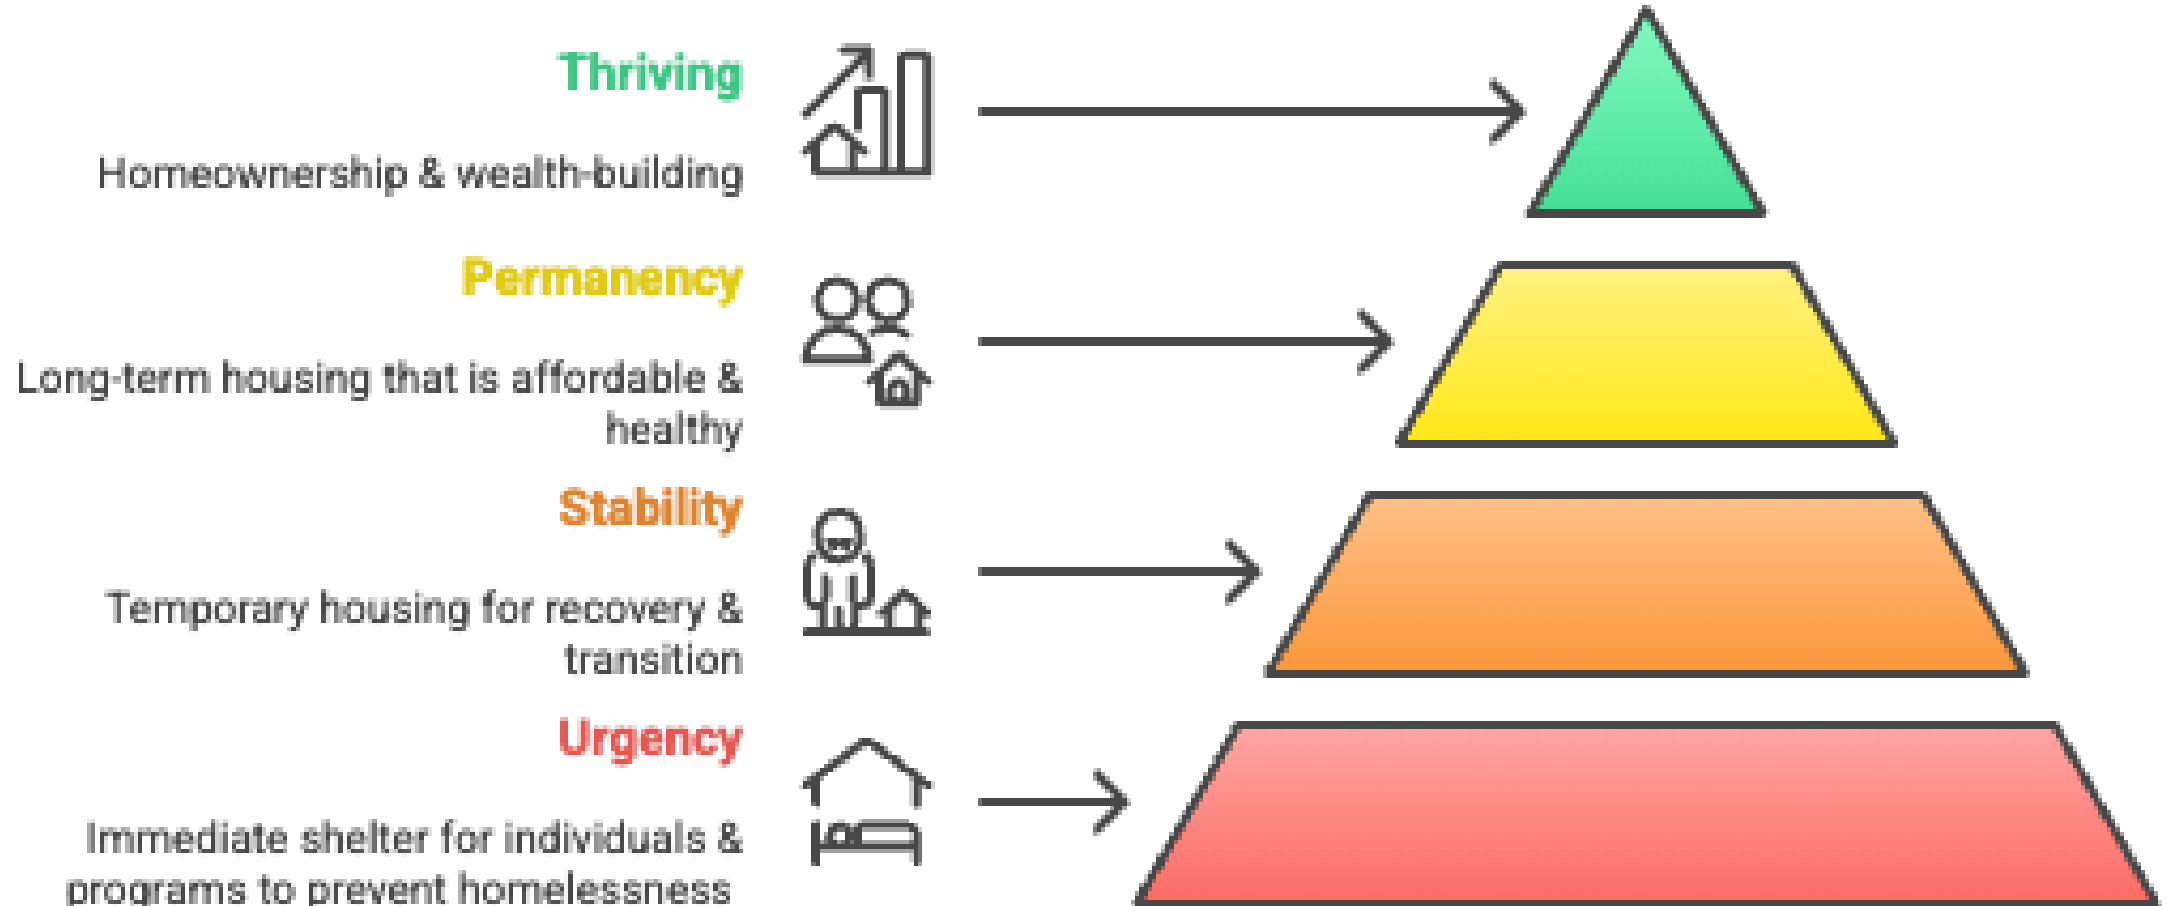 Thriving
Homeownership & wealth-building
Permanency
Long-term housing that is affordable &
healthy
Stability
Temporary housing for recovery &
transition
Urgency
Immediate shelter for individuals &
programs to prevent homelessness